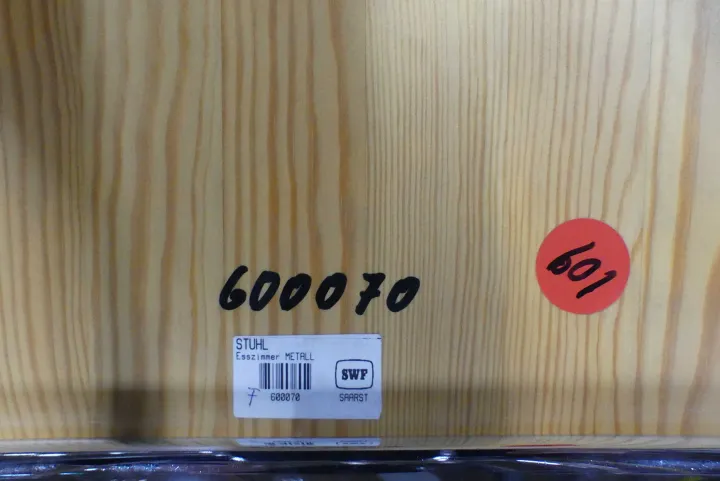 600070
601
STUHL
Esszimmer METALL
SWF
F 600070
SAARST